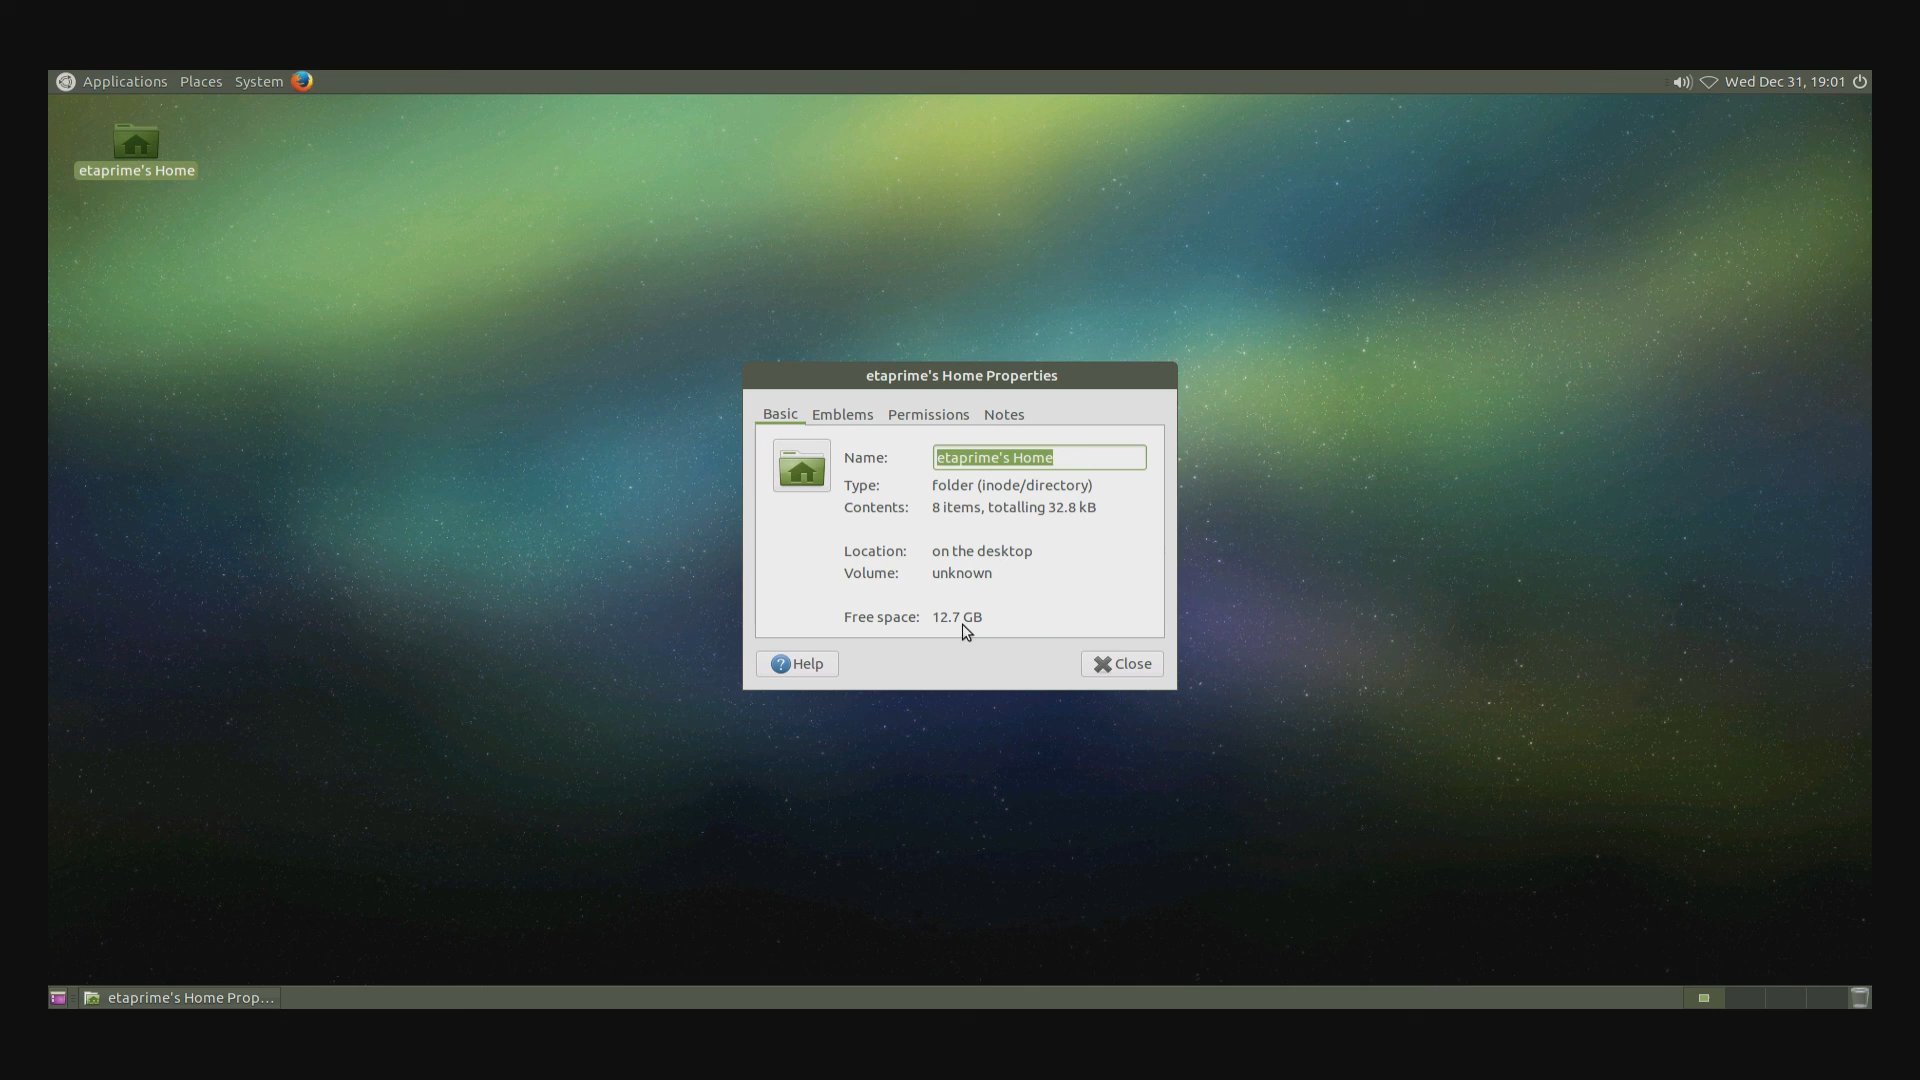 Applications Places System
Wed Dec 31, 19:01
etaprime's Home
etaprime's Home Properties
Basic Emblems Permissions Notes
Name: etaprime's Home
Type: folder (inode/directory)
Contents: 8 items, totalling 32.8 kB
Location: on the desktop
Volume: unknown
Free space: 12.7 GB
? Help
Close
etaprime's Home Prop...